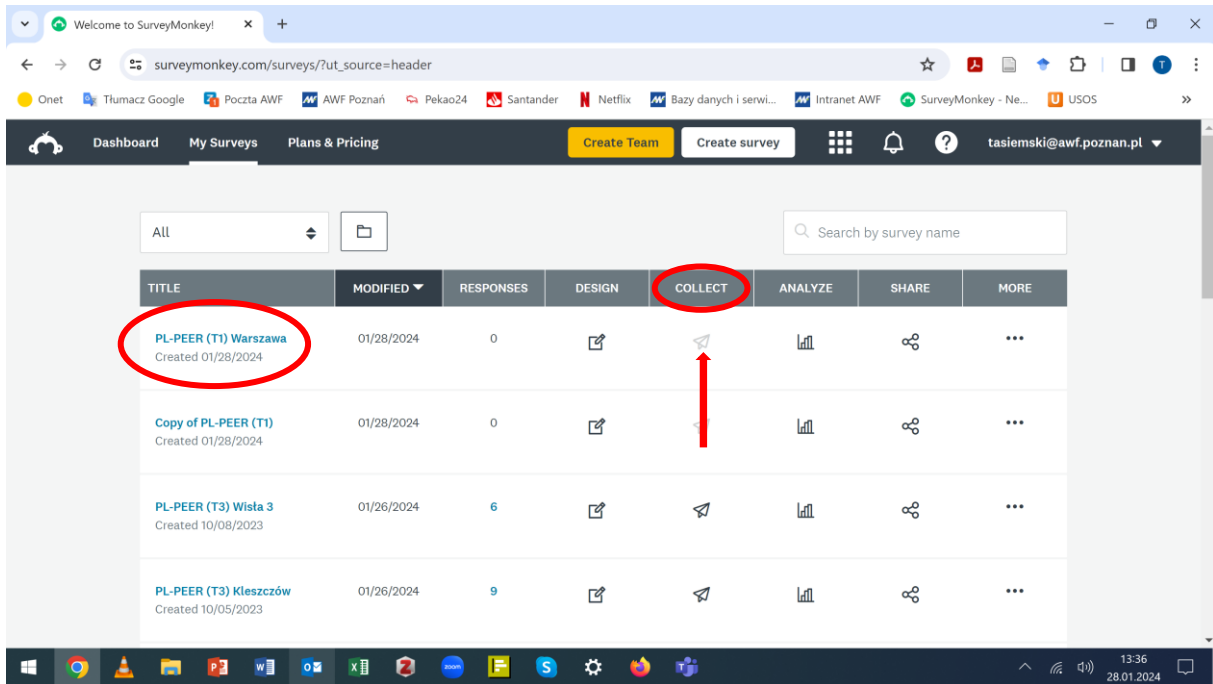 Welcome to SurveyMonkey!
surveymonkey.com/surveys/?ut_source=header
T
Onet Tłumacz Google Poczta AWF AWF Poznań Pekao24 Santander Netflix Bazy danych i serwi... Intranet AWF SurveyMonkey - Ne... USOS
Dashboard My Surveys Plans & Pricing Create Team Create survey ? tasiemski@awf.poznan.pl
All Search by survey name
TITLE MODIFIED RESPONSES DESIGN COLLECT ANALYZE SHARE MORE
PL-PEER (T1) Warszawa 01/28/2024 0
Created 01/28/2024
Copy of PL-PEER (T1) 01/28/2024 0
Created 01/28/2024
PL-PEER (T3) Wisła 3 01/26/2024 6
Created 10/08/2023
PL-PEER (T3) Kleszczów 01/26/2024 9
Created 10/05/2023
13:36
28.01.2024